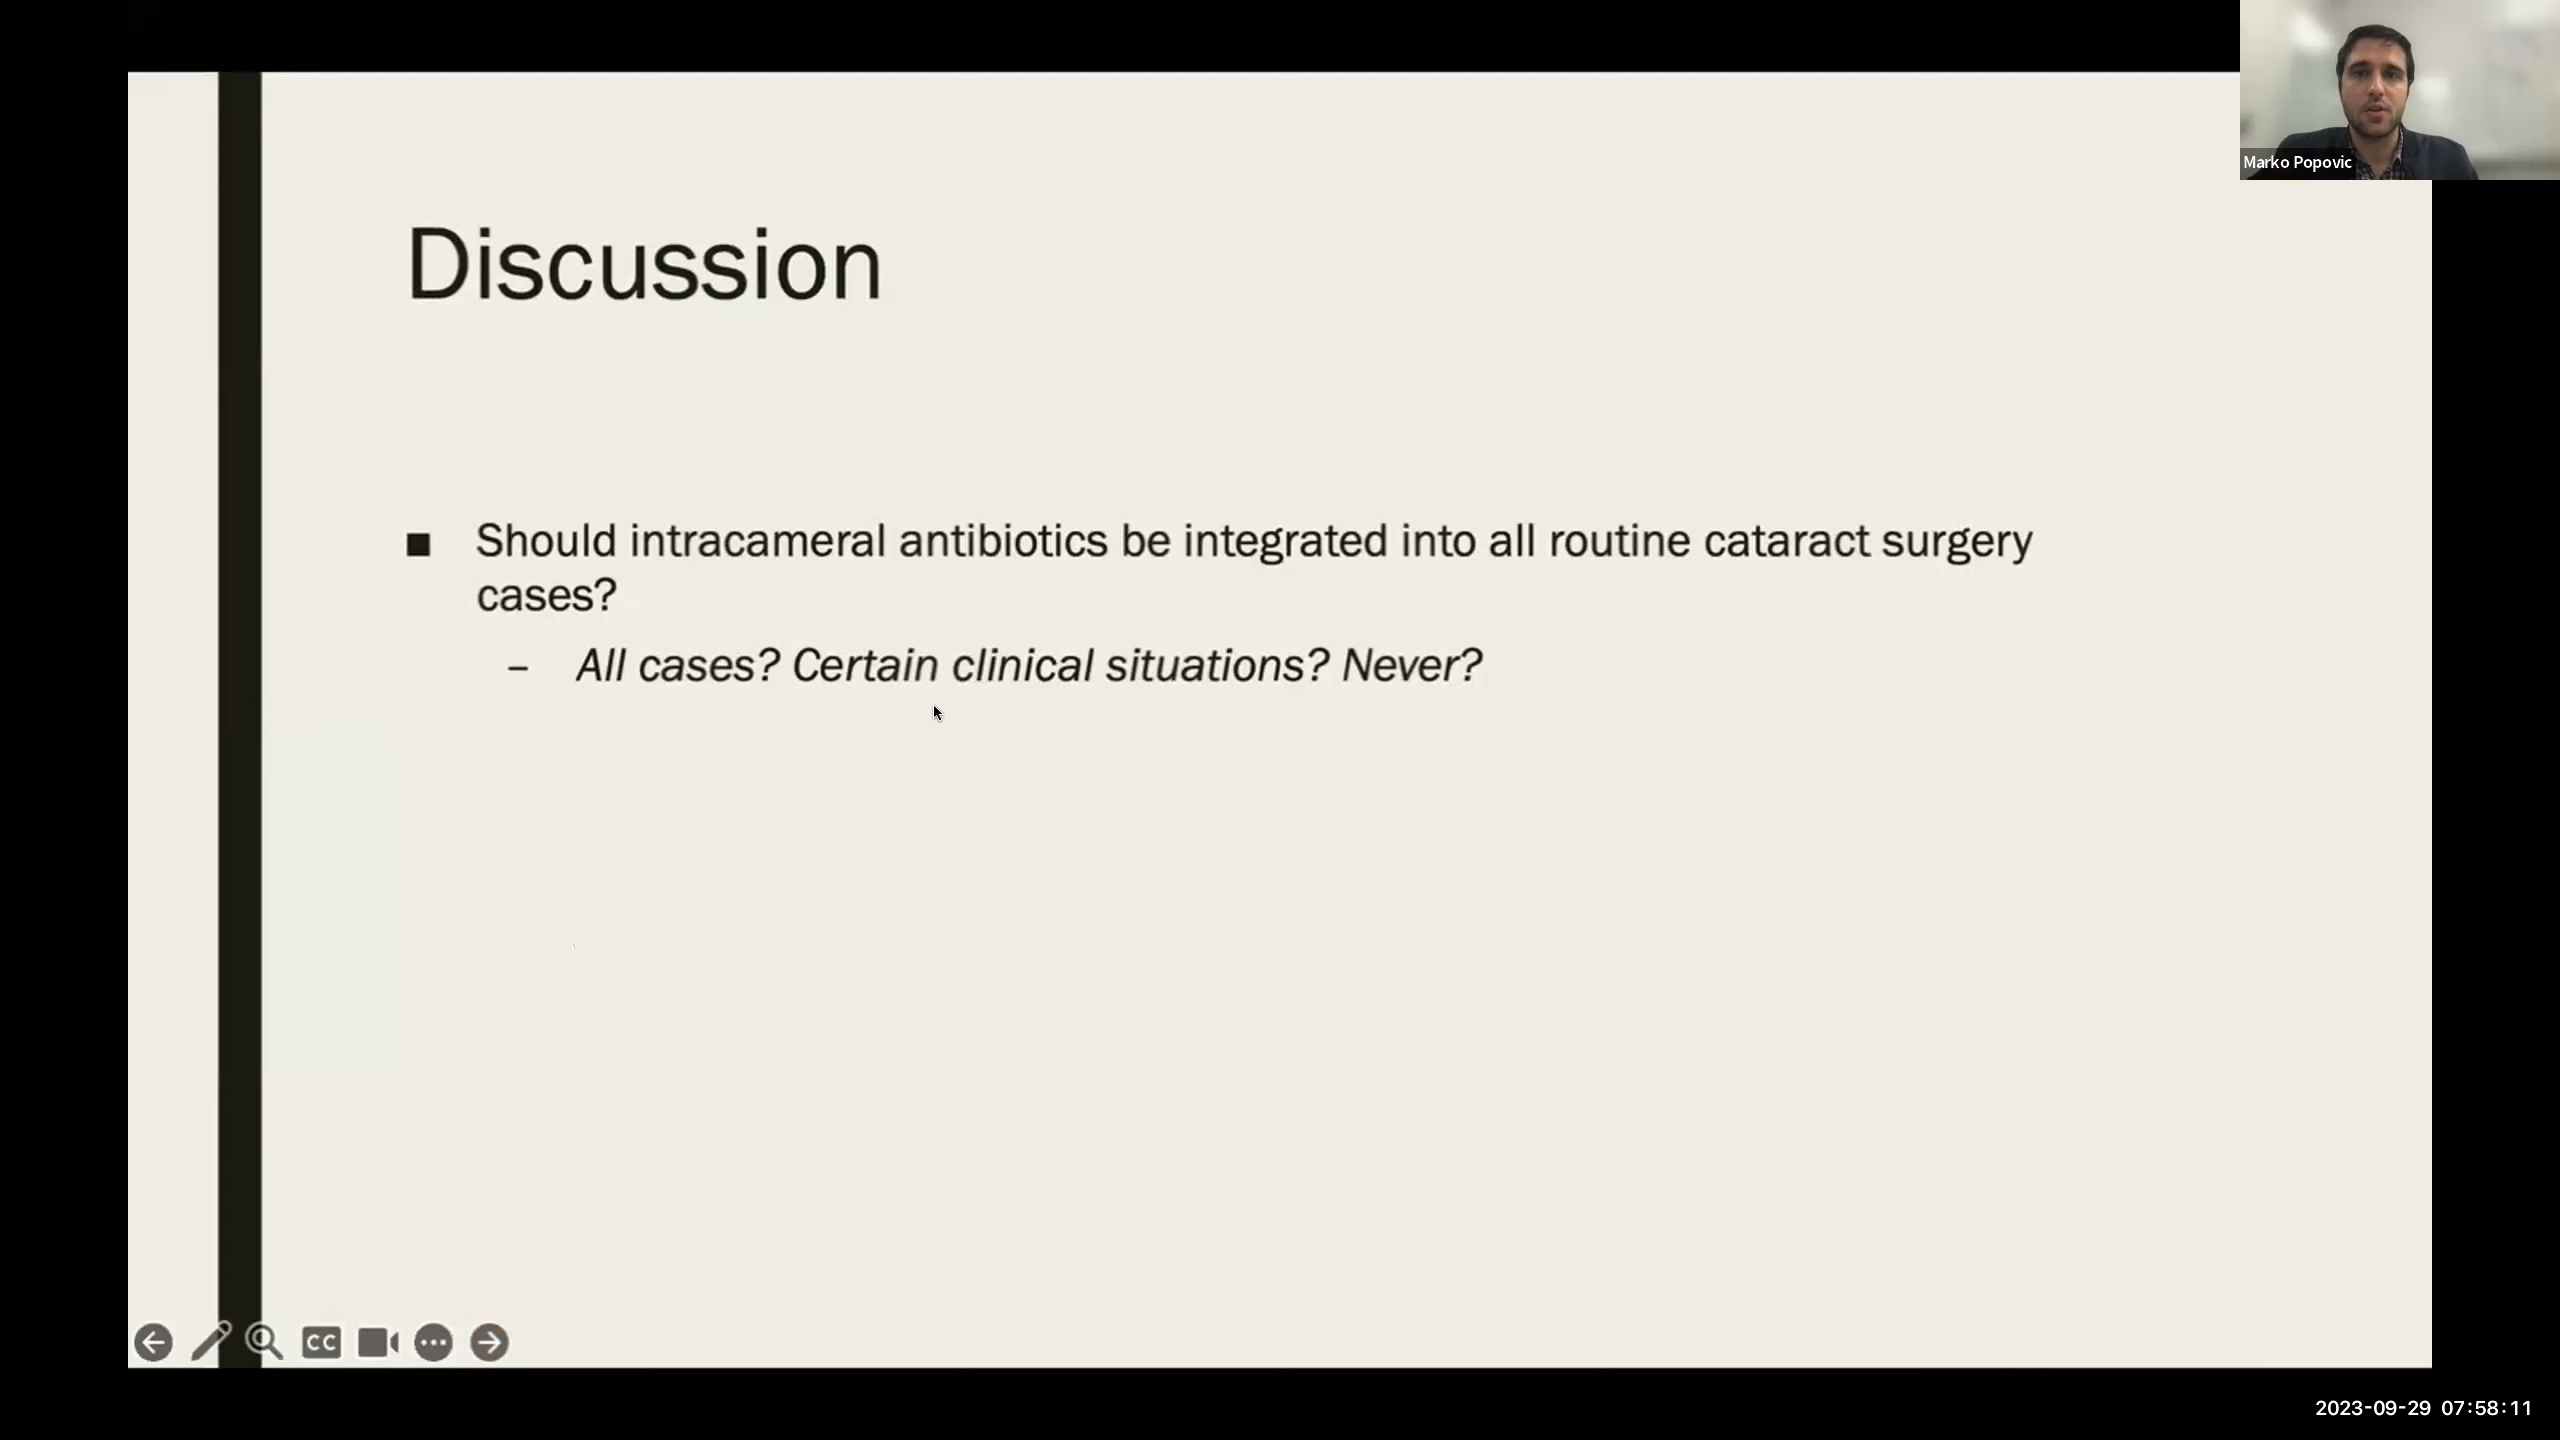 Marko Popovic
Discussion
■ Should intracameral antibiotics be integrated into all routine cataract surgery
cases?
– All cases? Certain clinical situations? Never?
CC
2023-09-29 07:58:11